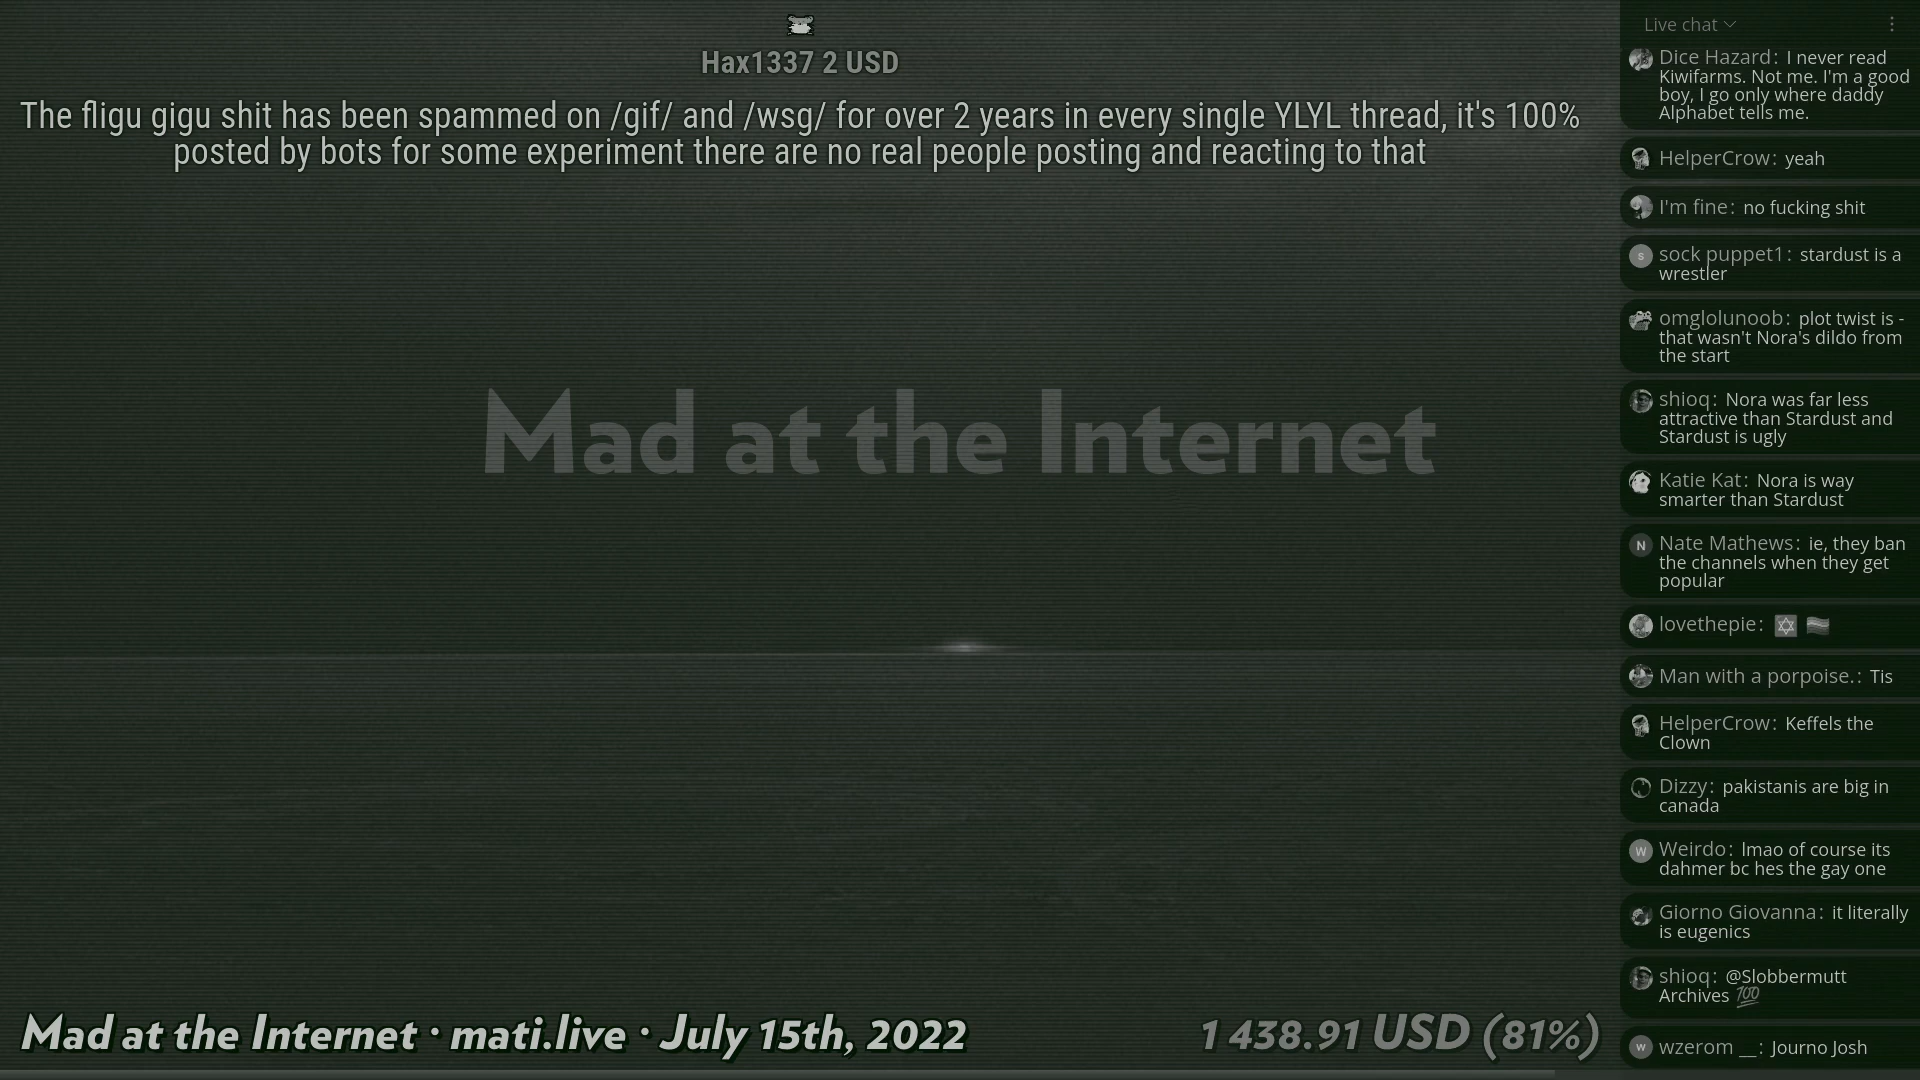 Hax1337 2 USD
The fligu gigu shit has been spammed on /gif/ and /wsg/ for over 2 years in every single YLYL thread, it's 100%
posted by bots for some experiment there are no real people posting and reacting to that
Mad at the Internet
Mad at the Internet · mati.live · July 15th, 2022
1 438.91 USD (81%)
Live chat
Dice Hazard: I never read
Kiwifarms. Not me. I'm a good
boy, I go only where daddy
Alphabet tells me.
HelperCrow: yeah
I'm fine: no fucking shit
S
sock puppet1: stardust is a
wrestler
omglolunoob: plot twist is -
that wasn't Nora's dildo from
the start
shioq: Nora was far less
attractive than Stardust and
Stardust is ugly
Katie Kat: Nora is way
smarter than Stardust
N
Nate Mathews: ie, they ban
the channels when they get
popular
lovethepie: ✡️
Man with a porpoise.: Tis
HelperCrow: Keffels the
Clown
Dizzy: pakistanis are big in
canada
W
Weirdo: lmao of course its
dahmer bc hes the gay one
Giorno Giovanna: it literally
is eugenics
shioq: @Slobbermutt
Archives 💯
w
wzerom __: Journo Josh